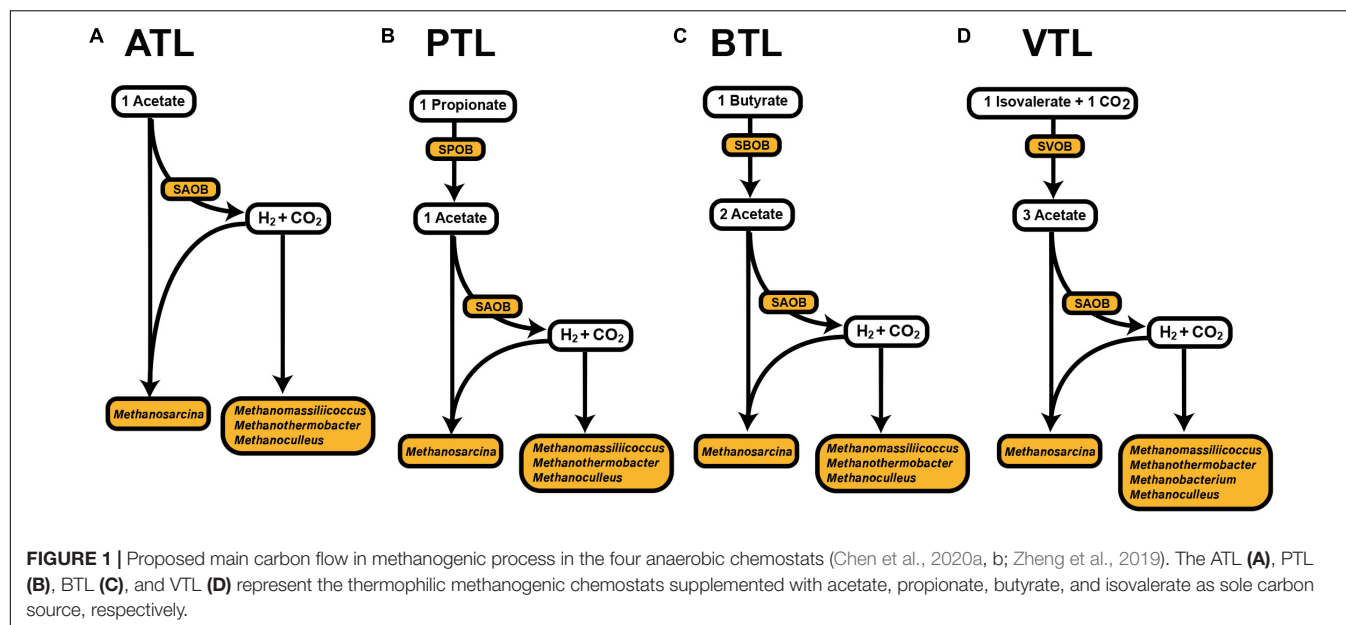 A ATL
1 Acetate
SAOB
H₂ + CO₂
Methanosarcina
Methanomassiliicoccus
Methanothermobacter
Methanoculleus
B PTL
1 Propionate
SPOB
1 Acetate
SAOB
H₂ + CO₂
Methanosarcina
Methanomassiliicoccus
Methanothermobacter
Methanoculleus
C BTL
1 Butyrate
SBOB
2 Acetate
SAOB
H₂ + CO₂
Methanosarcina
Methanomassiliicoccus
Methanothermobacter
Methanoculleus
D VTL
1 Isovalerate + 1 CO₂
SVOB
3 Acetate
SAOB
H₂ + CO₂
Methanosarcina
Methanomassiliicoccus
Methanothermobacter
Methanobacterium
Methanoculleus
FIGURE 1 | Proposed main carbon flow in methanogenic process in the four anaerobic chemostats (Chen et al., 2020a, b; Zheng et al., 2019). The ATL (A), PTL
(B), BTL (C), and VTL (D) represent the thermophilic methanogenic chemostats supplemented with acetate, propionate, butyrate, and isovalerate as sole carbon
source, respectively.